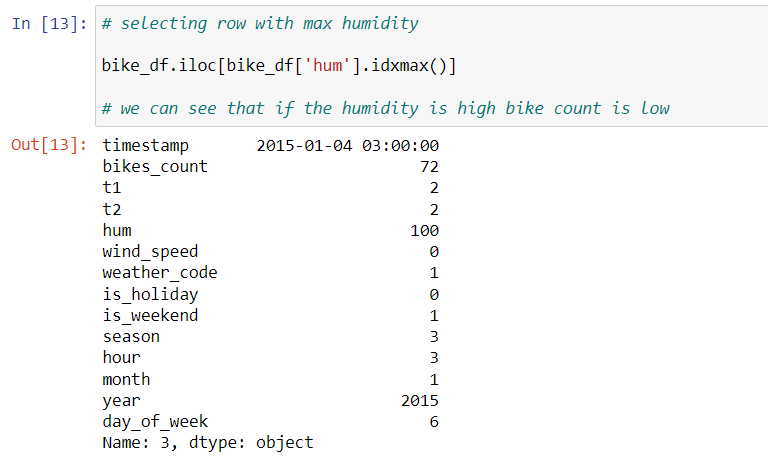 In [13]: # selecting row with max humidity
bike_df.iloc[bike_df['hum'].idxmax()]
# we can see that if the humidity is high bike count is low
Out[13]: timestamp 2015-01-04 03:00:00
bikes_count 72
t1 2
t2 2
hum 100
wind_speed 0
weather_code 1
is_holiday 0
is_weekend 1
season 3
hour 3
month 1
year 2015
day_of_week 6
Name: 3, dtype: object